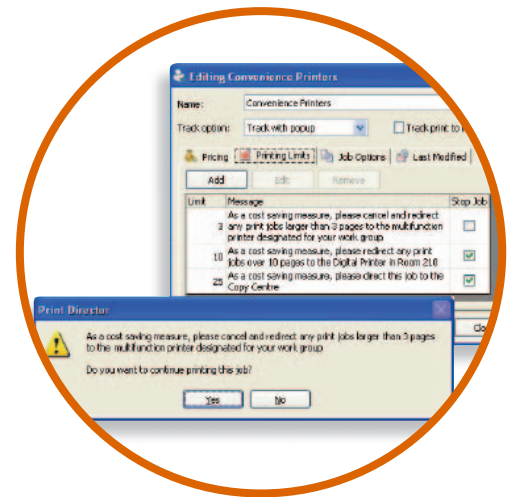 Editing Convenience Printers
Name: Convenience Printers
Track option: Track with popup Track print to
Pricing Printing Limits Job Options Last Modified
Add Edit Remove
Limit Message Stop Job
As a cost saving measure, please cancel and redirect
3 any print jobs larger than 3 pages to the multifunction
printer designated for your work group
10 As a cost saving measure, please redirect any print
jobs over 10 pages to the Digital Printer in Room 210
25 As a cost saving measure, please direct this job to the
Copy Centre
Clo
Print Director
As a cost saving measure, please cancel and redirect any print jobs larger than 3 pages
to the multifunction printer designated for your work group
Do you want to continue printing this job?
Yes No